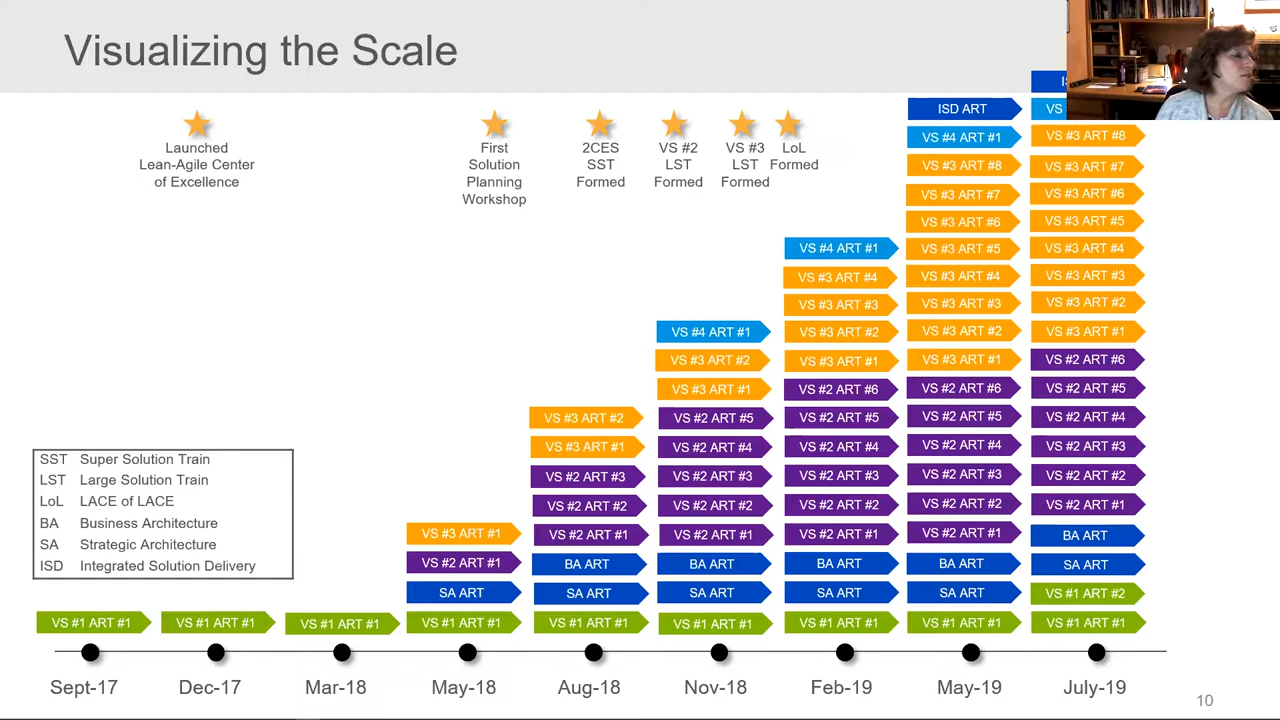 Visualizing the Scale
Launched
Lean-Agile Center
of Excellence
First
Solution
Planning
Workshop
2CES
SST
Formed
VS #2
LST
Formed
VS #3
LST
Formed
LoL
Formed
SST Super Solution Train
LST Large Solution Train
LoL LACE of LACE
BA Business Architecture
SA Strategic Architecture
ISD Integrated Solution Delivery
VS #1 ART #1
VS #1 ART #1
VS #1 ART #1
VS #3 ART #1
VS #2 ART #1
SA ART
VS #1 ART #1
VS #3 ART #2
VS #3 ART #1
VS #2 ART #3
VS #2 ART #2
VS #2 ART #1
BA ART
SA ART
VS #1 ART #1
VS #4 ART #1
VS #3 ART #2
VS #3 ART #1
VS #2 ART #5
VS #2 ART #4
VS #2 ART #3
VS #2 ART #2
VS #2 ART #1
BA ART
SA ART
VS #1 ART #1
VS #4 ART #1
VS #3 ART #4
VS #3 ART #3
VS #3 ART #2
VS #3 ART #1
VS #2 ART #6
VS #2 ART #5
VS #2 ART #4
VS #2 ART #3
VS #2 ART #2
VS #2 ART #1
BA ART
SA ART
VS #1 ART #1
ISD ART
VS #4 ART #1
VS #3 ART #8
VS #3 ART #7
VS #3 ART #6
VS #3 ART #5
VS #3 ART #4
VS #3 ART #3
VS #3 ART #2
VS #3 ART #1
VS #2 ART #6
VS #2 ART #5
VS #2 ART #4
VS #2 ART #3
VS #2 ART #2
VS #2 ART #1
BA ART
SA ART
VS #1 ART #1
VS
VS #3 ART #8
VS #3 ART #7
VS #3 ART #6
VS #3 ART #5
VS #3 ART #4
VS #3 ART #3
VS #3 ART #2
VS #3 ART #1
VS #2 ART #6
VS #2 ART #5
VS #2 ART #4
VS #2 ART #3
VS #2 ART #2
VS #2 ART #1
BA ART
SA ART
VS #1 ART #2
VS #1 ART #1
Sept-17 Dec-17 Mar-18 May-18 Aug-18 Nov-18 Feb-19 May-19 July-19
10